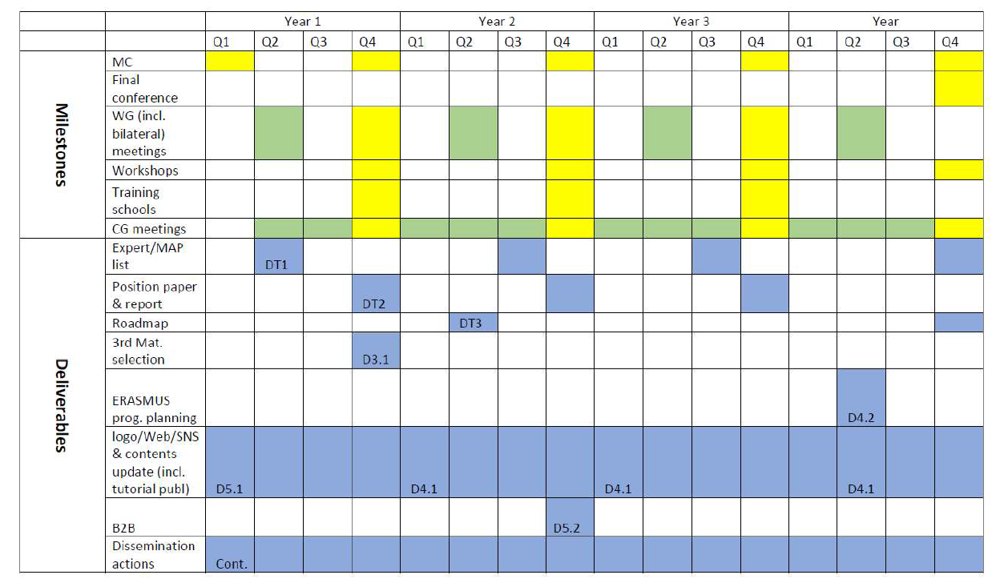 Year 1 Year 2 Year 3 Year
Q1 Q2 Q3 Q4 Q1 Q2 Q3 Q4 Q1 Q2 Q3 Q4 Q1 Q2 Q3 Q4
Milestones
MC
Final
conference
WG (incl.
bilateral)
meetings
Workshops
Training
schools
CG meetings
Deliverables
Expert/MAP
list DT1
Position paper
& report DT2
Roadmap DT3
3rd Mat.
selection D3.1
ERASMUS
prog. planning D4.2
logo/Web/SNS
& contents
update (incl.
tutorial publ) D5.1 D4.1 D4.1 D4.1
B2B D5.2
Dissemination
actions Cont.